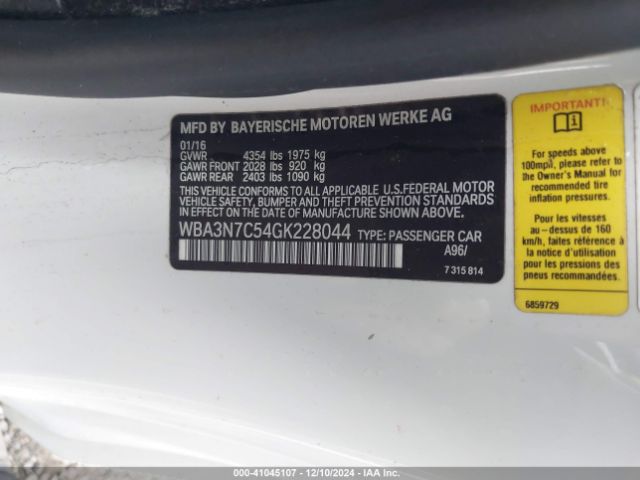 MFD BY BAYERISCHE MOTOREN WERKE AG
01/16
GVWR 4354 lbs 1975 kg
GAWR FRONT 2028 lbs 920 kg
GAWR REAR 2403 lbs 1090 kg
THIS VEHICLE CONFORMS TO ALL APPLICABLE U.S.FEDERAL MOTOR
VEHICLE SAFETY, BUMPER AND THEFT PREVENTION STANDARDS
IN EFFECT ON THE DATE OF MANUFACTURE SHOWN ABOVE.
WBA3N7C54GK228044 TYPE: PASSENGER CAR
A96/
7 315 814
IMPORTANT!
For speeds above
100mph, please refer to
the Owner's Manual for
recommended tire
inflation pressures.
Pour les vitesses
au-dessus de 160
km/h, faites référence à
la notice d'utilisation
pour les pressions des
pneus recommandées.
6859729
000-41045107 - 12/10/2024 - IAA Inc.